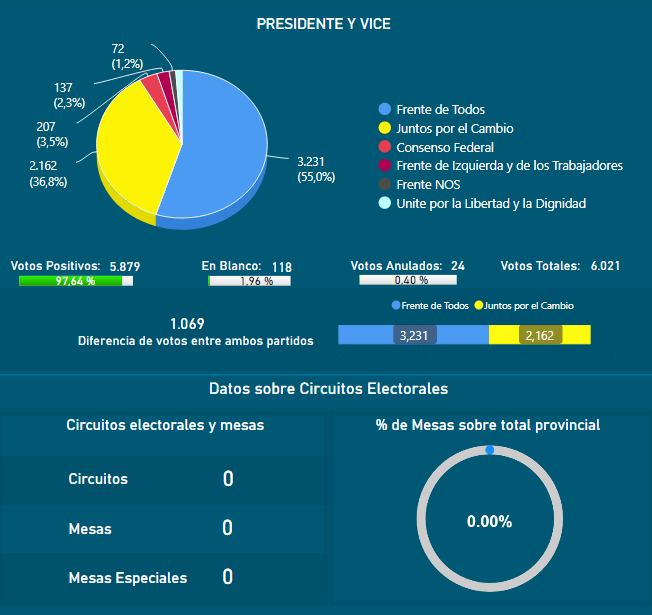 PRESIDENTE Y VICE
72
(1,2%)
137
(2,3%)
207
(3,5%)
2.162
(36,8%)
3.231
(55,0%)
Frente de Todos
Juntos por el Cambio
Consenso Federal
Frente de Izquierda y de los Trabajadores
Frente NOS
Unite por la Libertad y la Dignidad
Votos Positivos: 5.879
97,64 %
En Blanco: 118
1,96 %
Votos Anulados: 24
0,40 %
Votos Totales: 6.021
1.069
Diferencia de votos entre ambos partidos
Frente de Todos Juntos por el Cambio
3,231 2,162
Datos sobre Circuitos Electorales
Circuitos electorales y mesas
Circuitos 0
Mesas 0
Mesas Especiales 0
% de Mesas sobre total provincial
0.00%